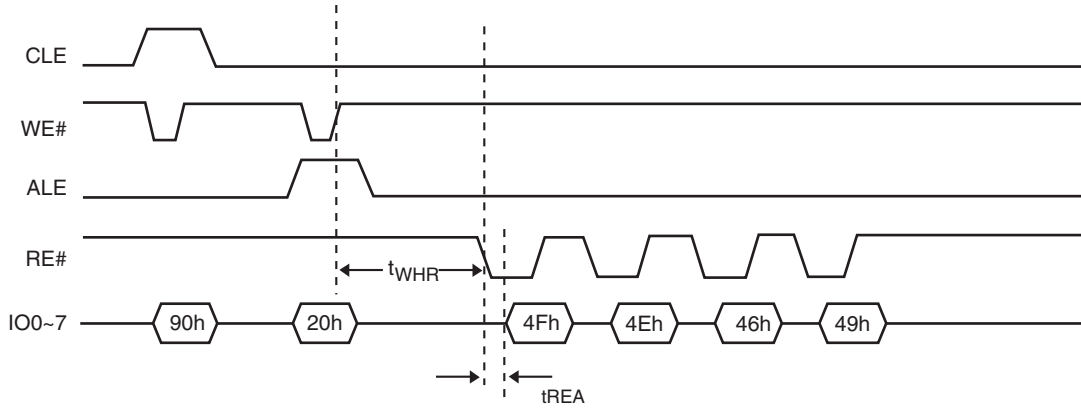 CLE
WE#
ALE
RE#
tWHR
IO0~7 90h 20h 4Fh 4Eh 46h 49h
tREA